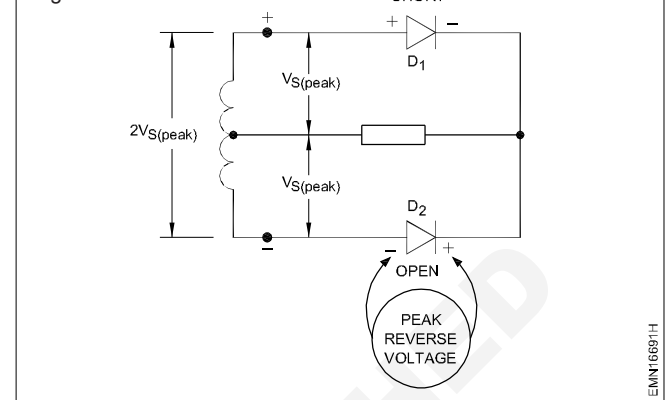 +
+ −
D1
VS(peak)
2VS(peak)
VS(peak)
D2
−
− +
OPEN
PEAK
REVERSE
VOLTAGE
EMN16691H